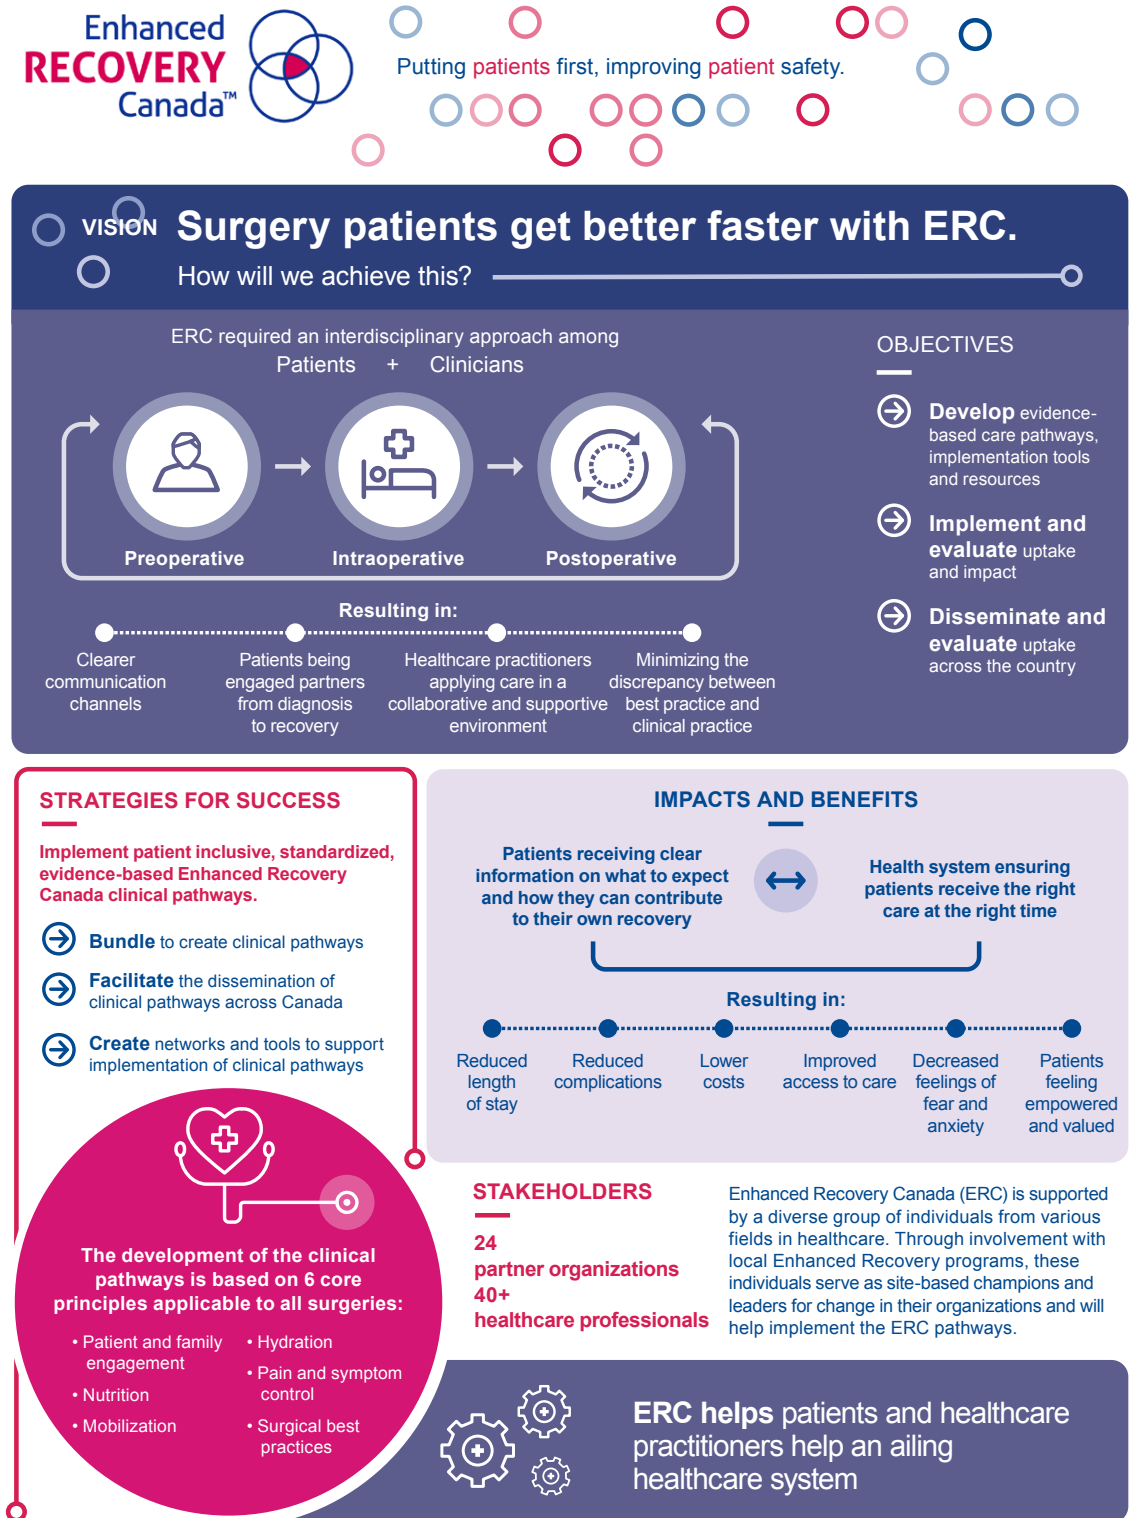 Enhanced
RECOVERY
Canada™
Putting patients first, improving patient safety.
VISION
Surgery patients get better faster with ERC.
How will we achieve this?
ERC required an interdisciplinary approach among
Patients + Clinicians
Preoperative
Intraoperative
Postoperative
Resulting in:
Clearer
communication
channels
Patients being
engaged partners
from diagnosis
to recovery
Healthcare practitioners
applying care in a
collaborative and supportive
environment
Minimizing the
discrepancy between
best practice and
clinical practice
OBJECTIVES
Develop evidence-
based care pathways,
implementation tools
and resources
Implement and
evaluate uptake
and impact
Disseminate and
evaluate uptake
across the country
STRATEGIES FOR SUCCESS
Implement patient inclusive, standardized,
evidence-based Enhanced Recovery
Canada clinical pathways.
Bundle to create clinical pathways
Facilitate the dissemination of
clinical pathways across Canada
Create networks and tools to support
implementation of clinical pathways
The development of the clinical
pathways is based on 6 core
principles applicable to all surgeries:
• Patient and family
engagement
• Nutrition
• Mobilization
• Hydration
• Pain and symptom
control
• Surgical best
practices
IMPACTS AND BENEFITS
Patients receiving clear
information on what to expect
and how they can contribute
to their own recovery
Health system ensuring
patients receive the right
care at the right time
Resulting in:
Reduced
length
of stay
Reduced
complications
Lower
costs
Improved
access to care
Decreased
feelings of
fear and
anxiety
Patients
feeling
empowered
and valued
STAKEHOLDERS
24
partner organizations
40+
healthcare professionals
Enhanced Recovery Canada (ERC) is supported
by a diverse group of individuals from various
fields in healthcare. Through involvement with
local Enhanced Recovery programs, these
individuals serve as site-based champions and
leaders for change in their organizations and will
help implement the ERC pathways.
ERC helps patients and healthcare
practitioners help an ailing
healthcare system